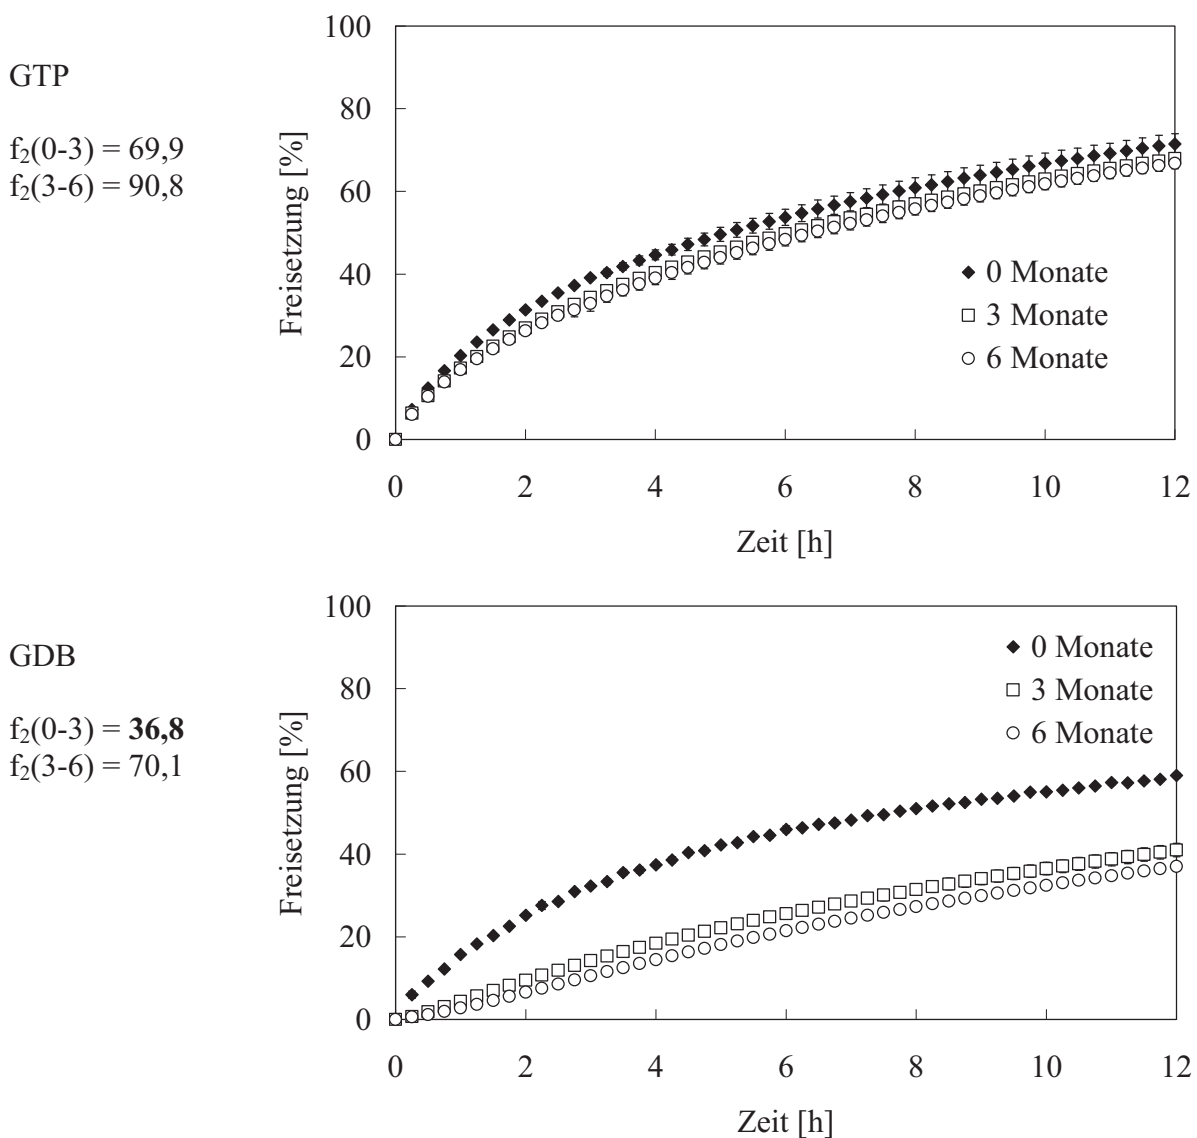 GTP
f₂(0-3) = 69,9
f₂(3-6) = 90,8
Freisetzung [%]
100
80
60
40
20
0
0 2 4 6 8 10 12
Zeit [h]
0 Monate
3 Monate
6 Monate
GDB
f₂(0-3) = 36,8
f₂(3-6) = 70,1
Freisetzung [%]
100
80
60
40
20
0
0 2 4 6 8 10 12
Zeit [h]
0 Monate
3 Monate
6 Monate